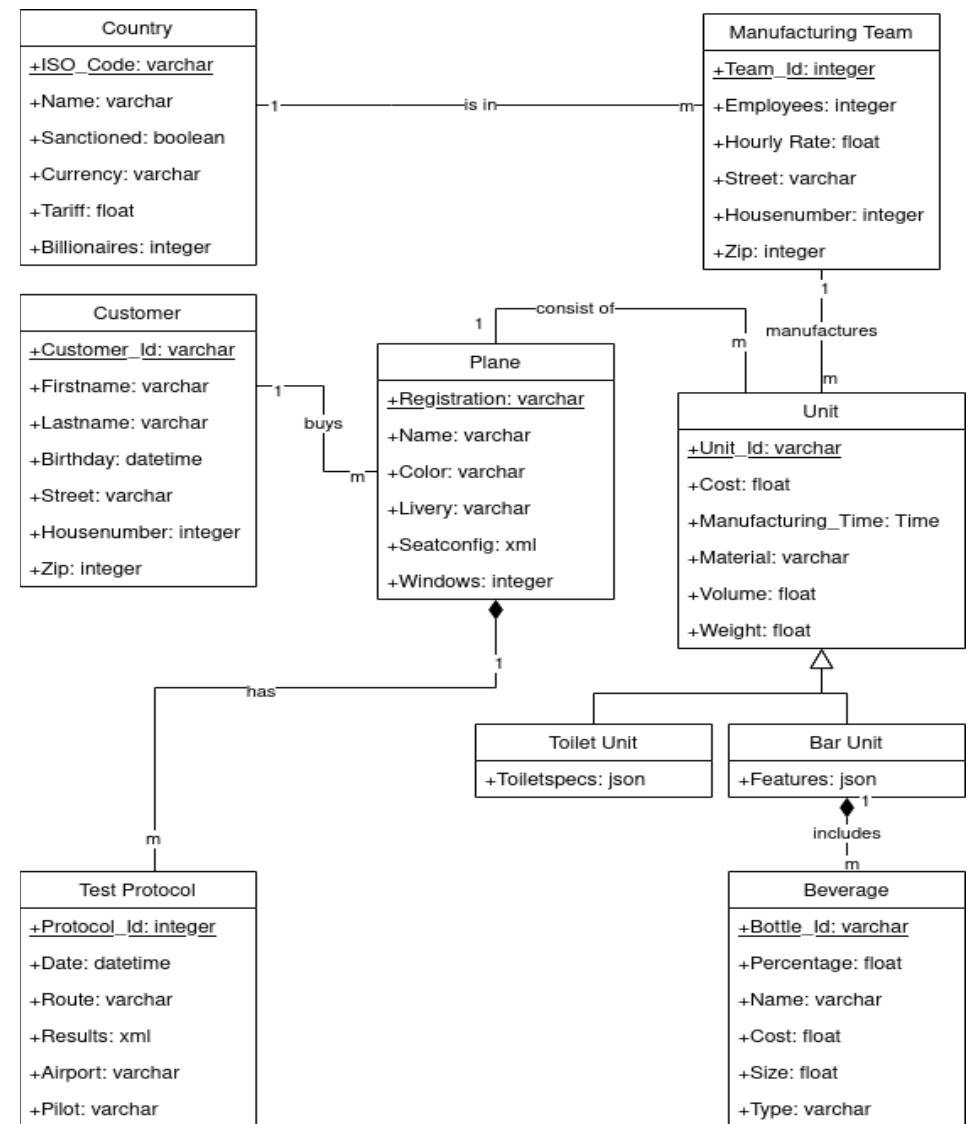 Country
+ISO_Code: varchar
+Name: varchar
+Sanctioned: boolean
+Currency: varchar
+Tariff: float
+Billionaires: integer
1
is in
m
Manufacturing Team
+Team_Id: integer
+Employees: integer
+Hourly Rate: float
+Street: varchar
+Housenumber: integer
+Zip: integer
1
manufactures
m
Customer
+Customer_Id: varchar
+Firstname: varchar
+Lastname: varchar
+Birthday: datetime
+Street: varchar
+Housenumber: integer
+Zip: integer
1
buys
m
1
consist of
m
Plane
+Registration: varchar
+Name: varchar
+Color: varchar
+Livery: varchar
+Seatconfig: xml
+Windows: integer
1
has
m
Unit
+Unit_Id: varchar
+Cost: float
+Manufacturing_Time: Time
+Material: varchar
+Volume: float
+Weight: float
Toilet Unit
+Toiletspecs: json
Bar Unit
+Features: json
1
includes
m
Test Protocol
+Protocol_Id: integer
+Date: datetime
+Route: varchar
+Results: xml
+Airport: varchar
+Pilot: varchar
Beverage
+Bottle_Id: varchar
+Percentage: float
+Name: varchar
+Cost: float
+Size: float
+Type: varchar